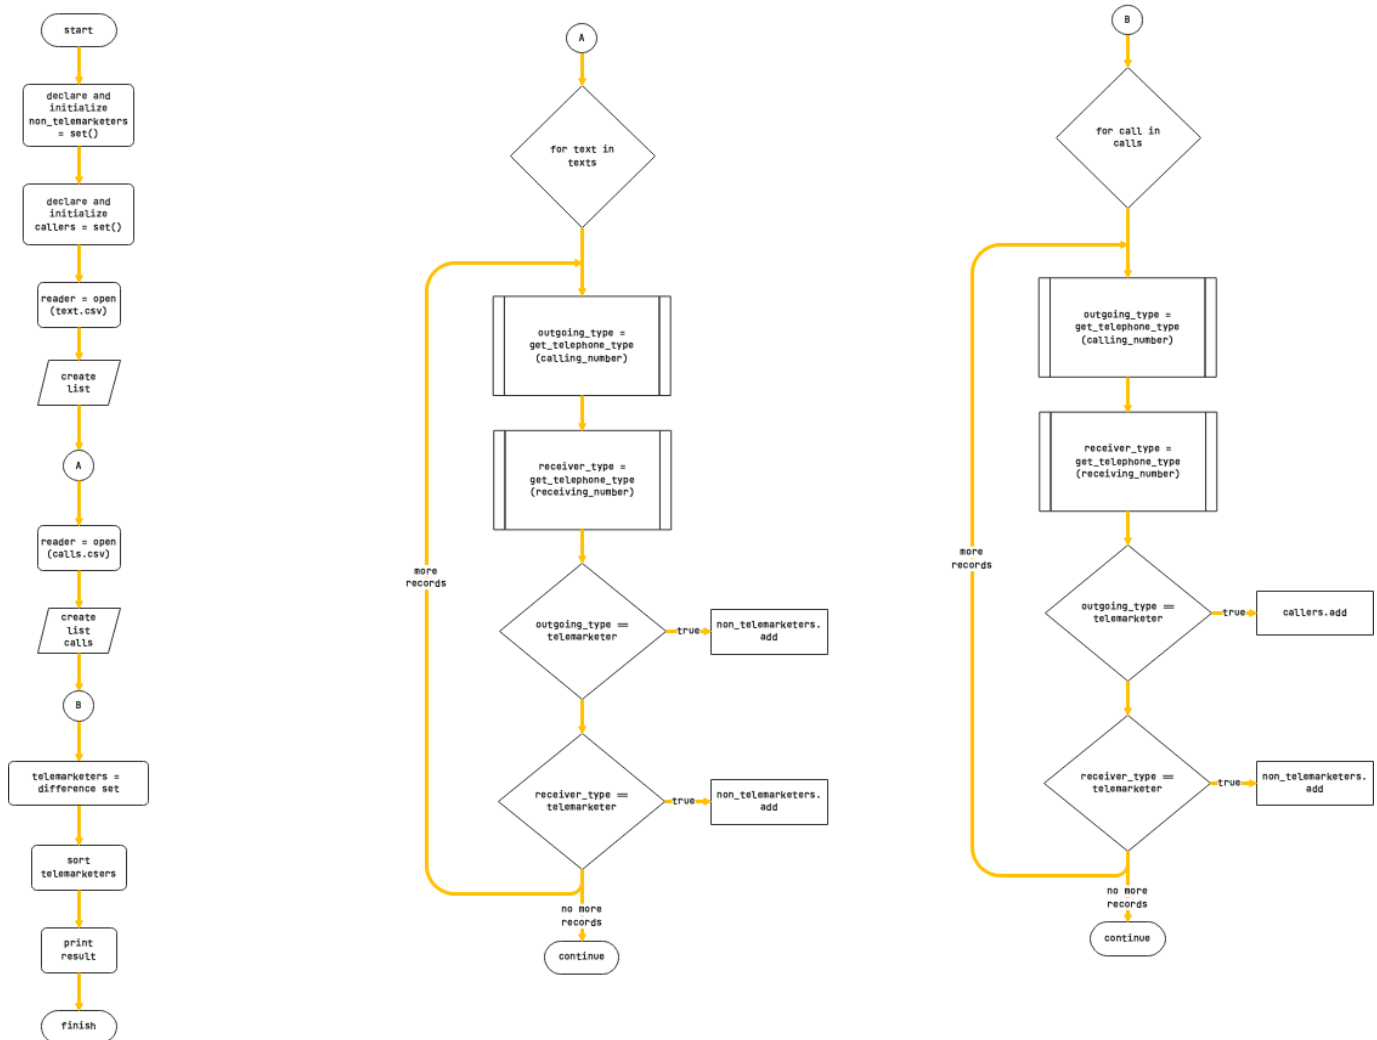 start
declare and
initialize
non_telemarketers
= set()
declare and
initialize
callers = set()
reader = open
(text.csv)
create
list
A
reader = open
(calls.csv)
create
list
calls
B
telemarketers =
difference set
sort
telemarketers
print
result
finish
A
for text in
texts
outgoing_type =
get_telephone_type
(calling_number)
receiver_type =
get_telephone_type
(receiving_number)
more
records
outgoing_type ==
telemarketer
true
non_telemarketers.
add
receiver_type ==
telemarketer
true
non_telemarketers.
add
no more
records
continue
B
for call in
calls
outgoing_type =
get_telephone_type
(calling_number)
receiver_type =
get_telephone_type
(receiving_number)
more
records
outgoing_type ==
telemarketer
true
callers.add
receiver_type ==
telemarketer
true
non_telemarketers.
add
no more
records
continue